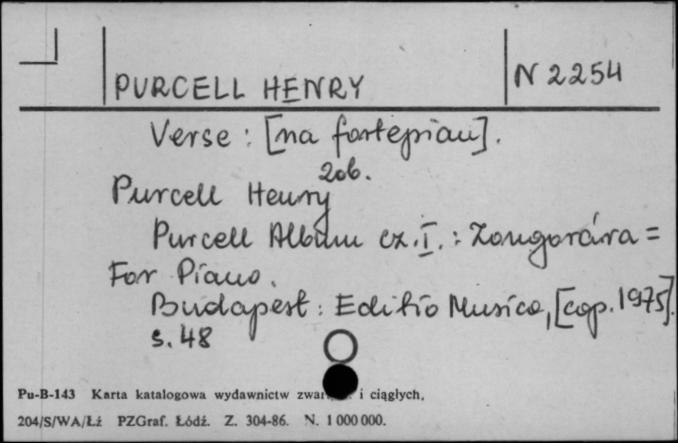 PURCELL HENRY
N 2254
Verse : [na fortepian].
Zob.
Purcell Henry
Purcell Album cz. I. : Zongorára =
For Piano.
Budapest : Editio Musica, [cop. 1975].
s. 48
Pu-B-143 Karta katalogowa wydawnictw i ciągłych.
204/S/WA/Łż PZGraf. Łódź. Z. 304-86. N. 1 000 000.